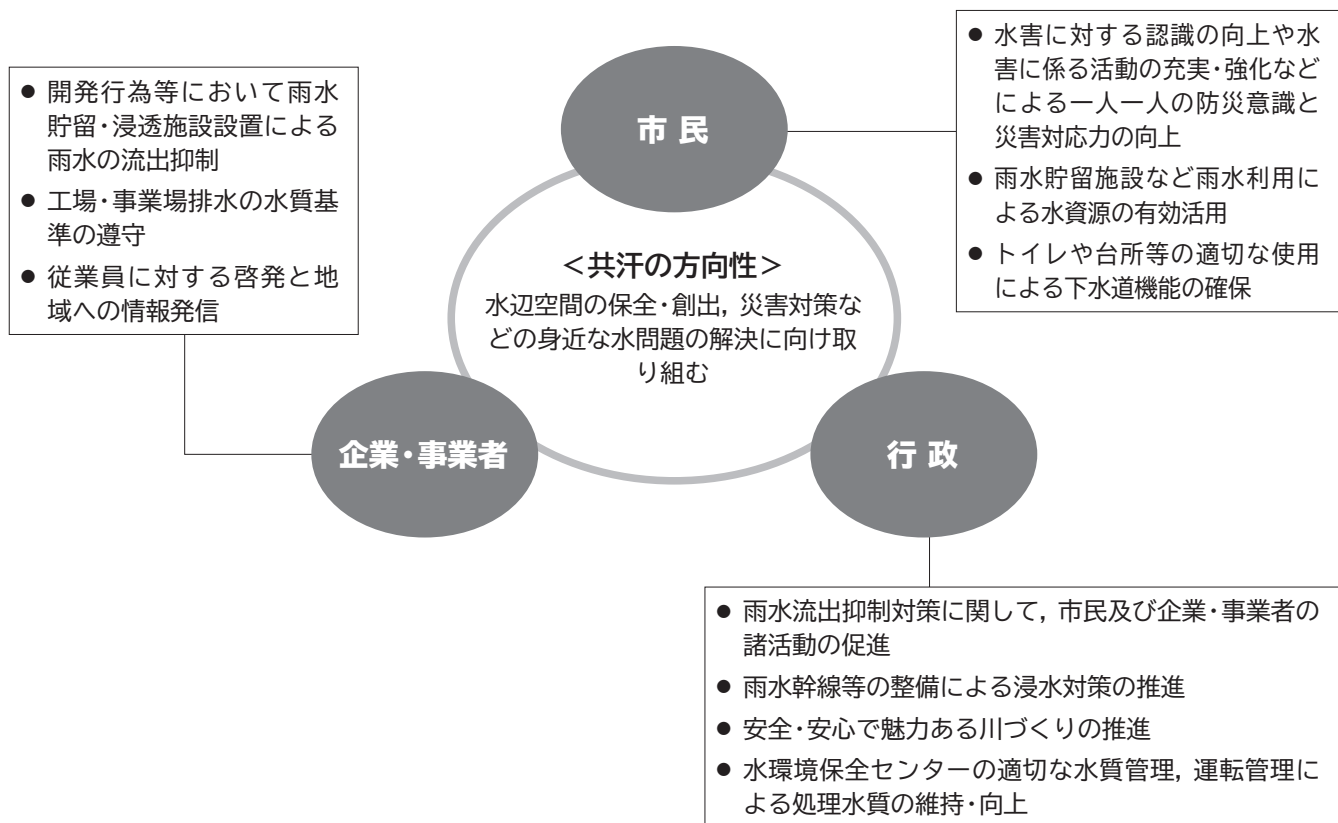 市 民
● 水害に対する認識の向上や水
害に係る活動の充実・強化など
による一人一人の防災意識と
災害対応力の向上
● 雨水貯留施設など雨水利用に
よる水資源の有効活用
● トイレや台所等の適切な使用
による下水道機能の確保
● 開発行為等において雨水
貯留・浸透施設設置による
雨水の流出抑制
● 工場・事業場排水の水質基
準の遵守
● 従業員に対する啓発と地
域への情報発信
＜共汗の方向性＞
水辺空間の保全・創出，災害対策な
どの身近な水問題の解決に向け取
り組む
企業・事業者
行 政
● 雨水流出抑制対策に関して，市民及び企業・事業者の
諸活動の促進
● 雨水幹線等の整備による浸水対策の推進
● 安全・安心で魅力ある川づくりの推進
● 水環境保全センターの適切な水質管理，運転管理に
よる処理水質の維持・向上